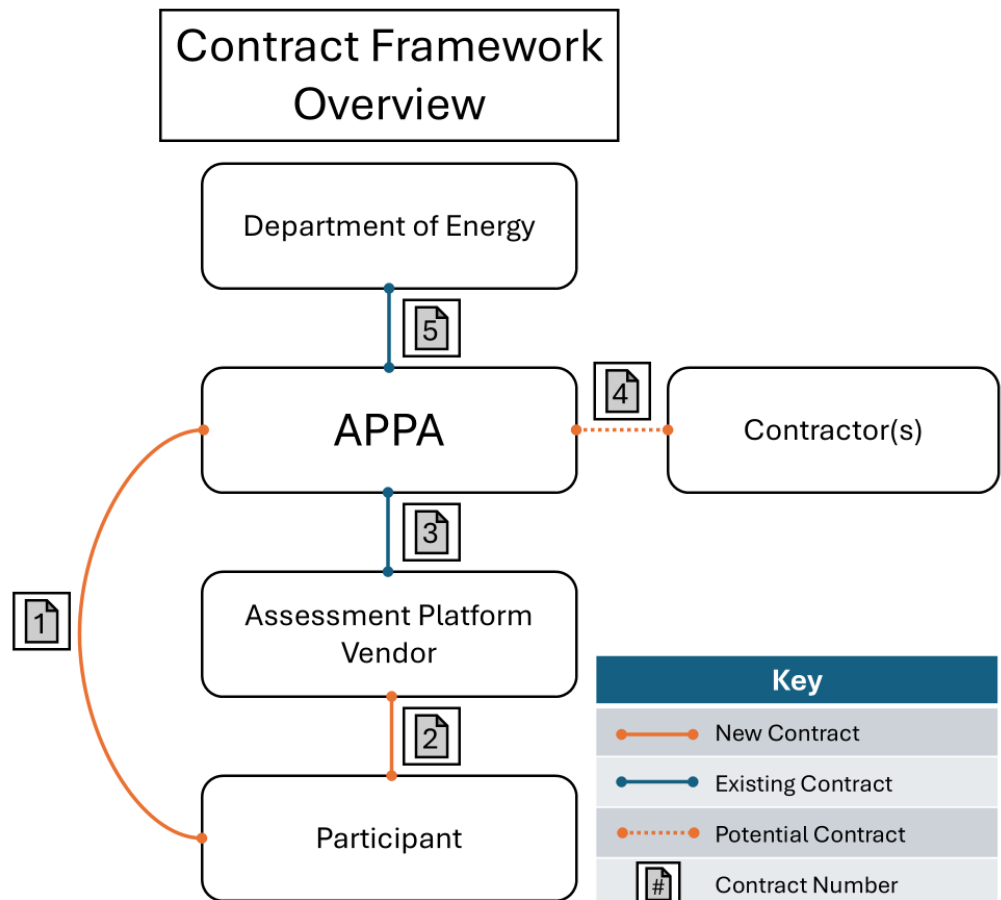 Contract Framework
Overview
Department of Energy
5
APPA
4
Contractor(s)
3
Assessment Platform
Vendor
1
2
Participant
Key
New Contract
Existing Contract
Potential Contract
#
Contract Number